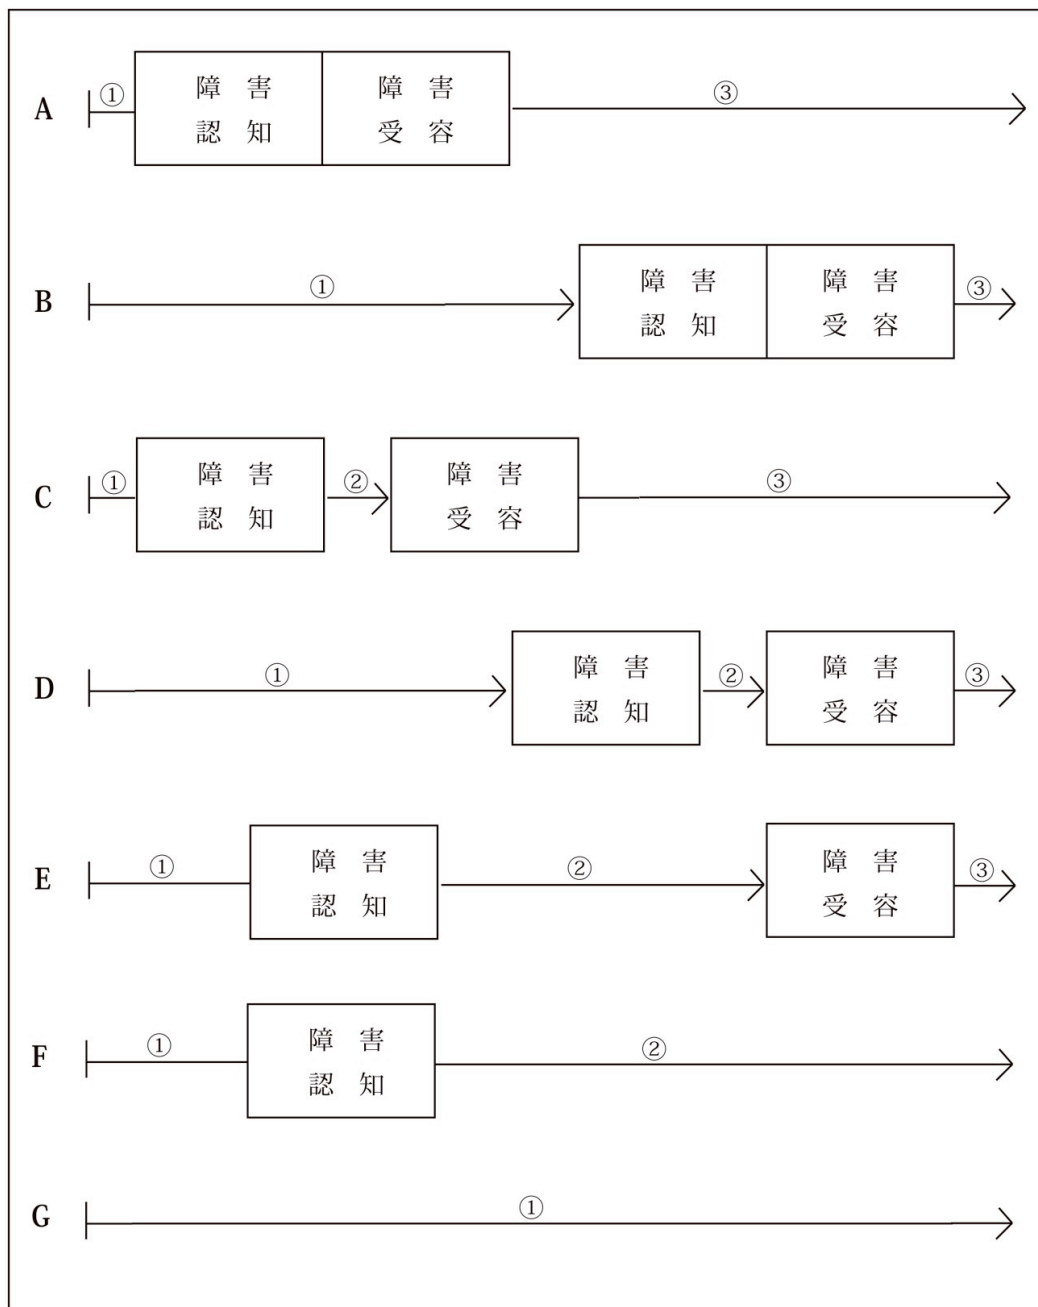 A ① 障害 障害 ③
認知 受容
B ① 障害 障害 ③
認知 受容
C ① 障害 ② 障害 ③
認知 受容
D ① 障害 ② 障害 ③
認知 受容
E ① 障害 ② 障害 ③
認知 受容
F ① 障害 ②
認知
G ①